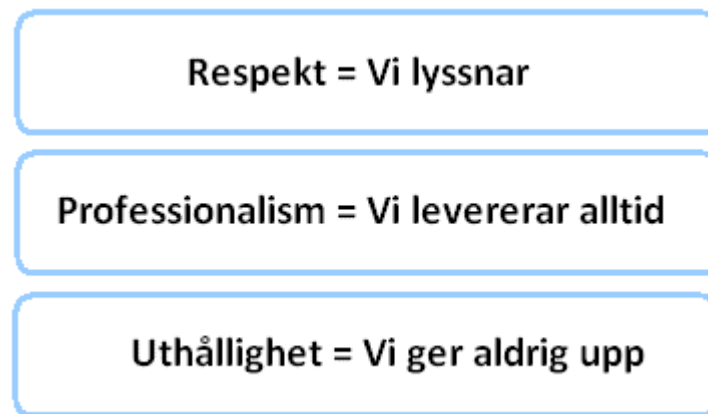 Respekt = Vi lyssnar
Professionalism = Vi levererar alltid
Uthållighet = Vi ger aldrig upp